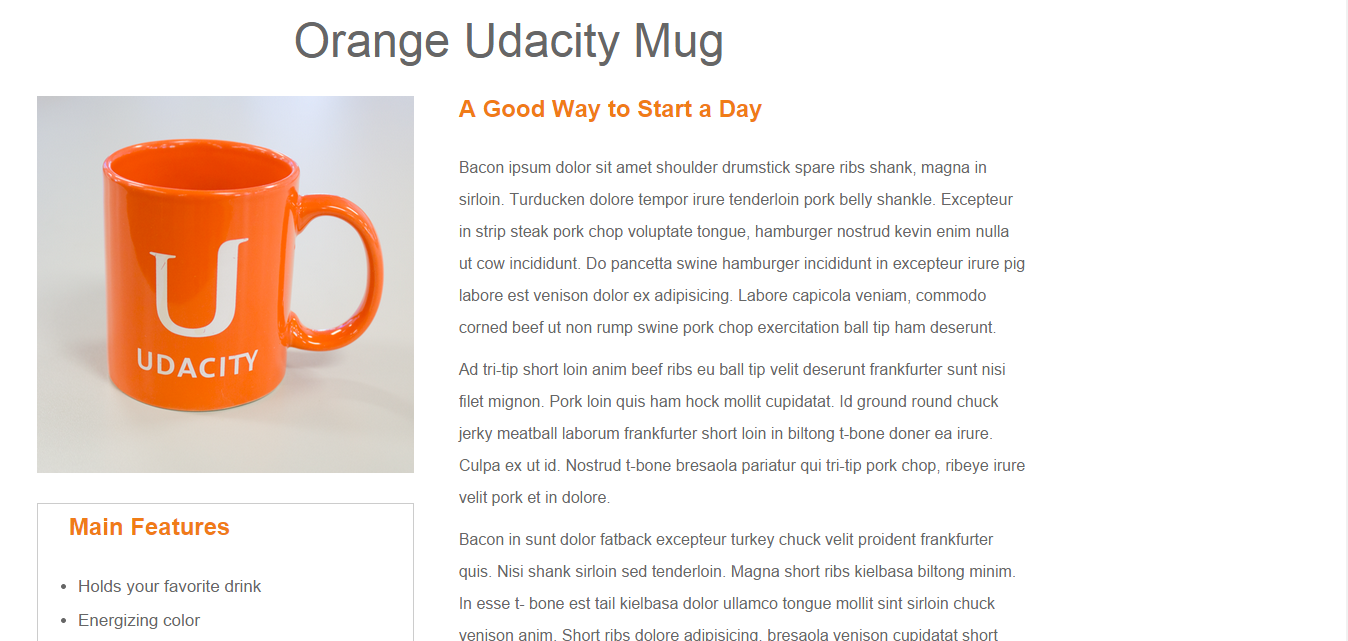 Orange Udacity Mug
U
UDACITY
Main Features
• Holds your favorite drink
• Energizing color
A Good Way to Start a Day
Bacon ipsum dolor sit amet shoulder drumstick spare ribs shank, magna in
sirloin. Turducken dolore tempor irure tenderloin pork belly shankle. Excepteur
in strip steak pork chop voluptate tongue, hamburger nostrud kevin enim nulla
ut cow incididunt. Do pancetta swine hamburger incididunt in excepteur irure pig
labore est venison dolor ex adipisicing. Labore capicola veniam, commodo
corned beef ut non rump swine pork chop exercitation ball tip ham deserunt.
Ad tri-tip short loin anim beef ribs eu ball tip velit deserunt frankfurter sunt nisi
filet mignon. Pork loin quis ham hock mollit cupidatat. Id ground round chuck
jerky meatball laborum frankfurter short loin in biltong t-bone doner ea irure.
Culpa ex ut id. Nostrud t-bone bresaola pariatur qui tri-tip pork chop, ribeye irure
velit pork et in dolore.
Bacon in sunt dolor fatback excepteur turkey chuck velit proident frankfurter
quis. Nisi shank sirloin sed tenderloin. Magna short ribs kielbasa biltong minim.
In esse t- bone est tail kielbasa dolor ullamco tongue mollit sint sirloin chuck
venison anim. Short ribs dolore adipisicing, bresaola venison cupidatat short